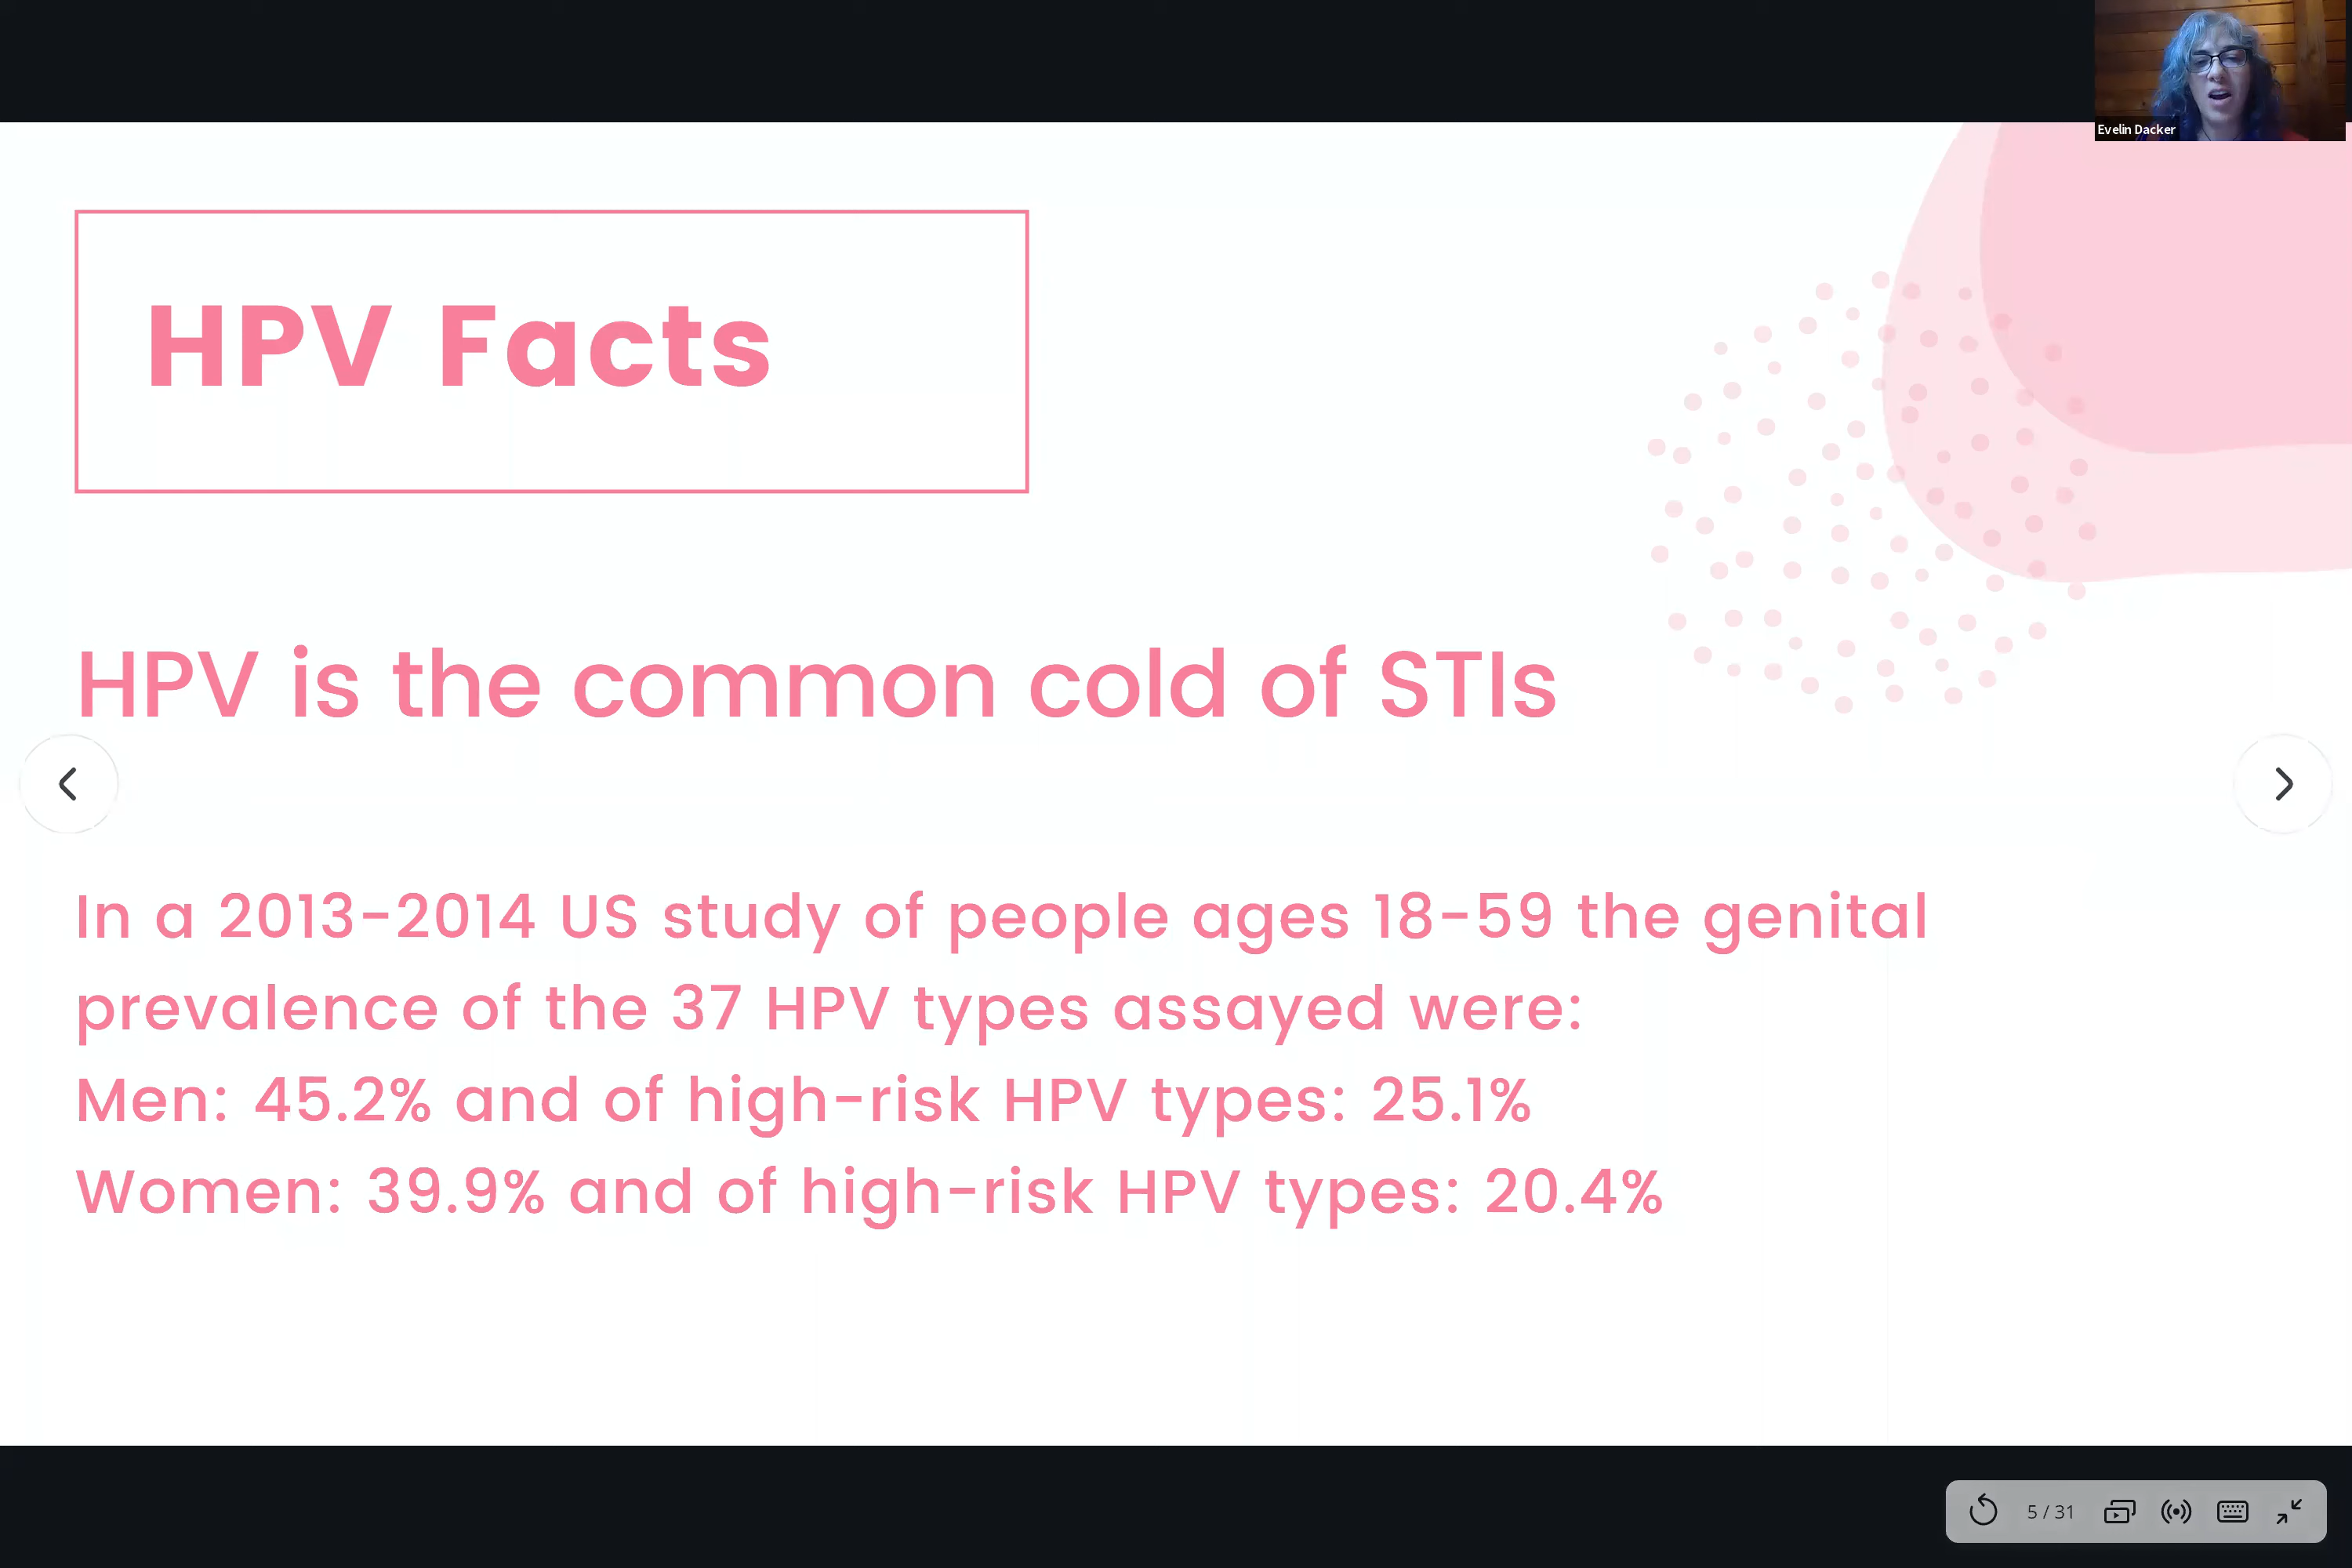 Evelin Dacker
HPV Facts
HPV is the common cold of STIs
In a 2013-2014 US study of people ages 18-59 the genital
prevalence of the 37 HPV types assayed were:
Men: 45.2% and of high-risk HPV types: 25.1%
Women: 39.9% and of high-risk HPV types: 20.4%
5 / 31